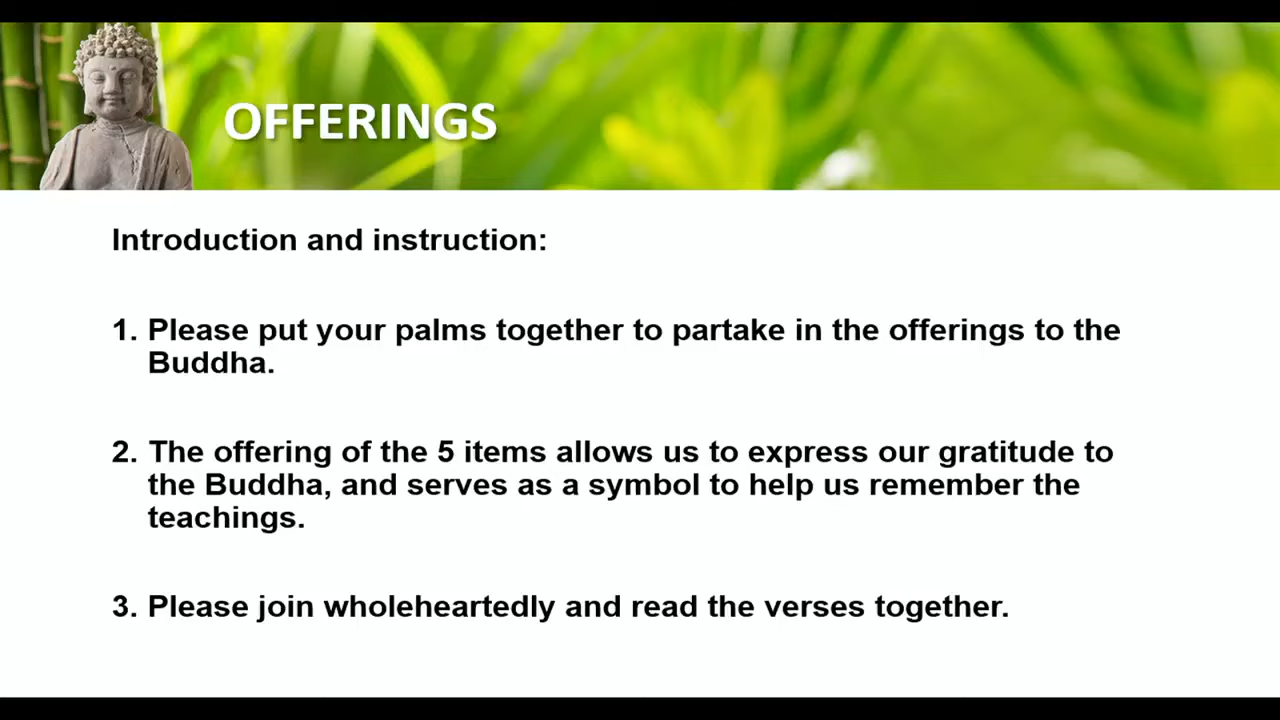 OFFERINGS
Introduction and instruction:
1. Please put your palms together to partake in the offerings to the
Buddha.
2. The offering of the 5 items allows us to express our gratitude to
the Buddha, and serves as a symbol to help us remember the
teachings.
3. Please join wholeheartedly and read the verses together.